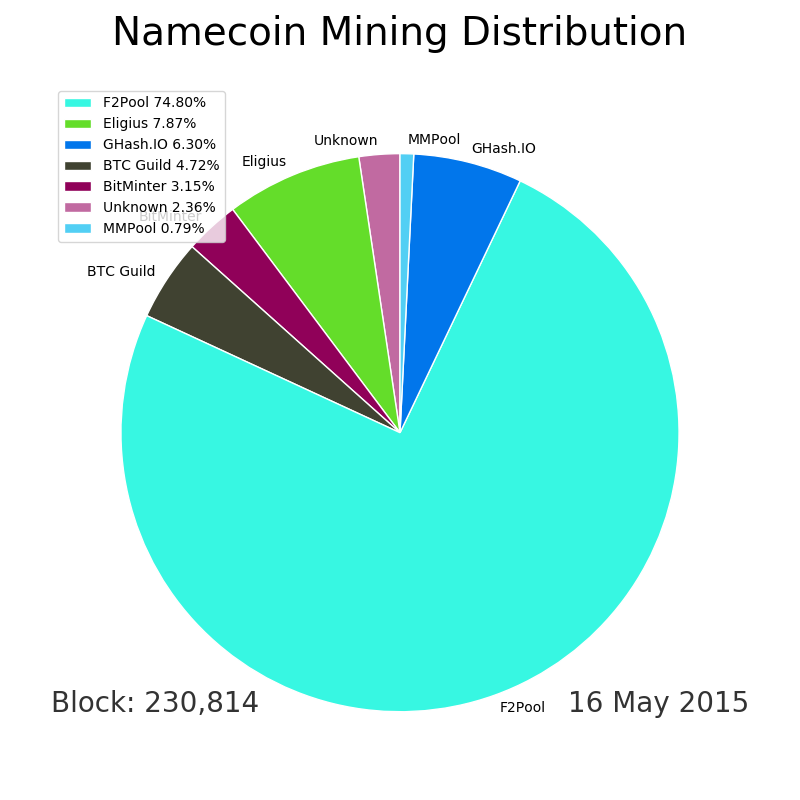 Namecoin Mining Distribution
F2Pool 74.80%
Eligius 7.87%
GHash.IO 6.30%
BTC Guild 4.72%
BitMinter 3.15%
Unknown 2.36%
MMPool 0.79%
Unknown
MMPool
GHash.IO
Eligius
BitMinter
BTC Guild
F2Pool
Block: 230,814
16 May 2015